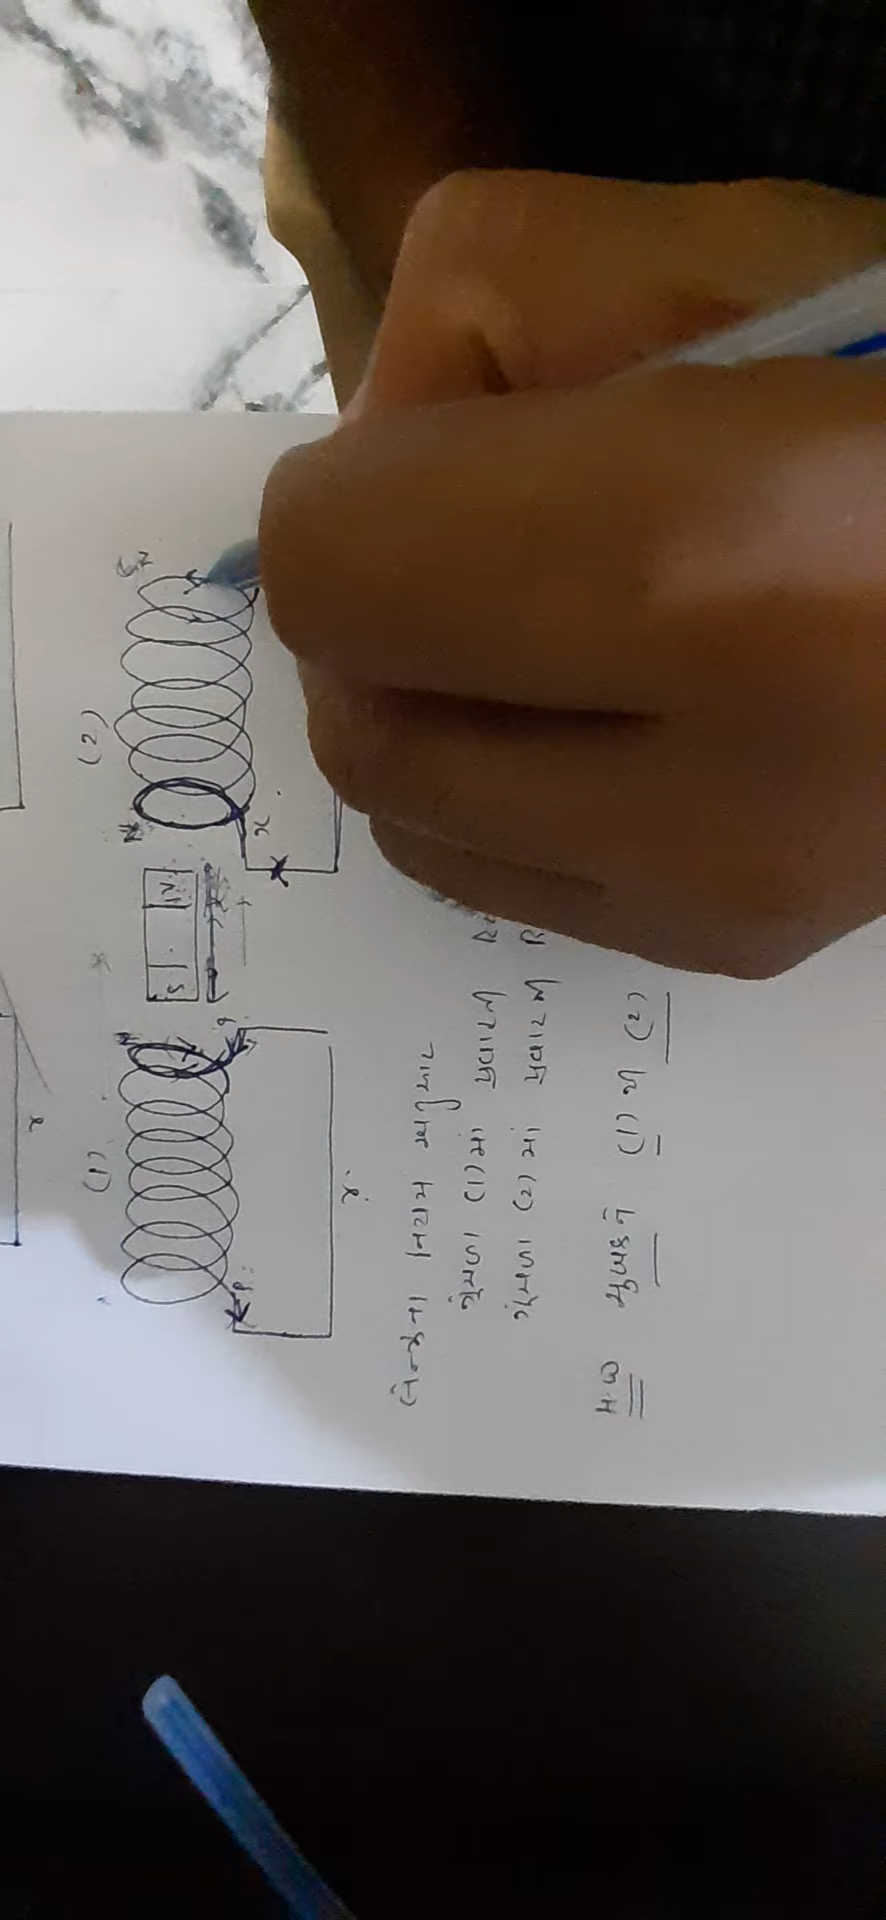 (1) (2)
S N
N
q x
p
r
લેન્ઝના નિયમ અનુસાર
ગૂંચળા (1) માં પ્રવાહની
ગૂંચળા (2) માં પ્રવાહની
H.W ચુંબકને (1) થી (2)